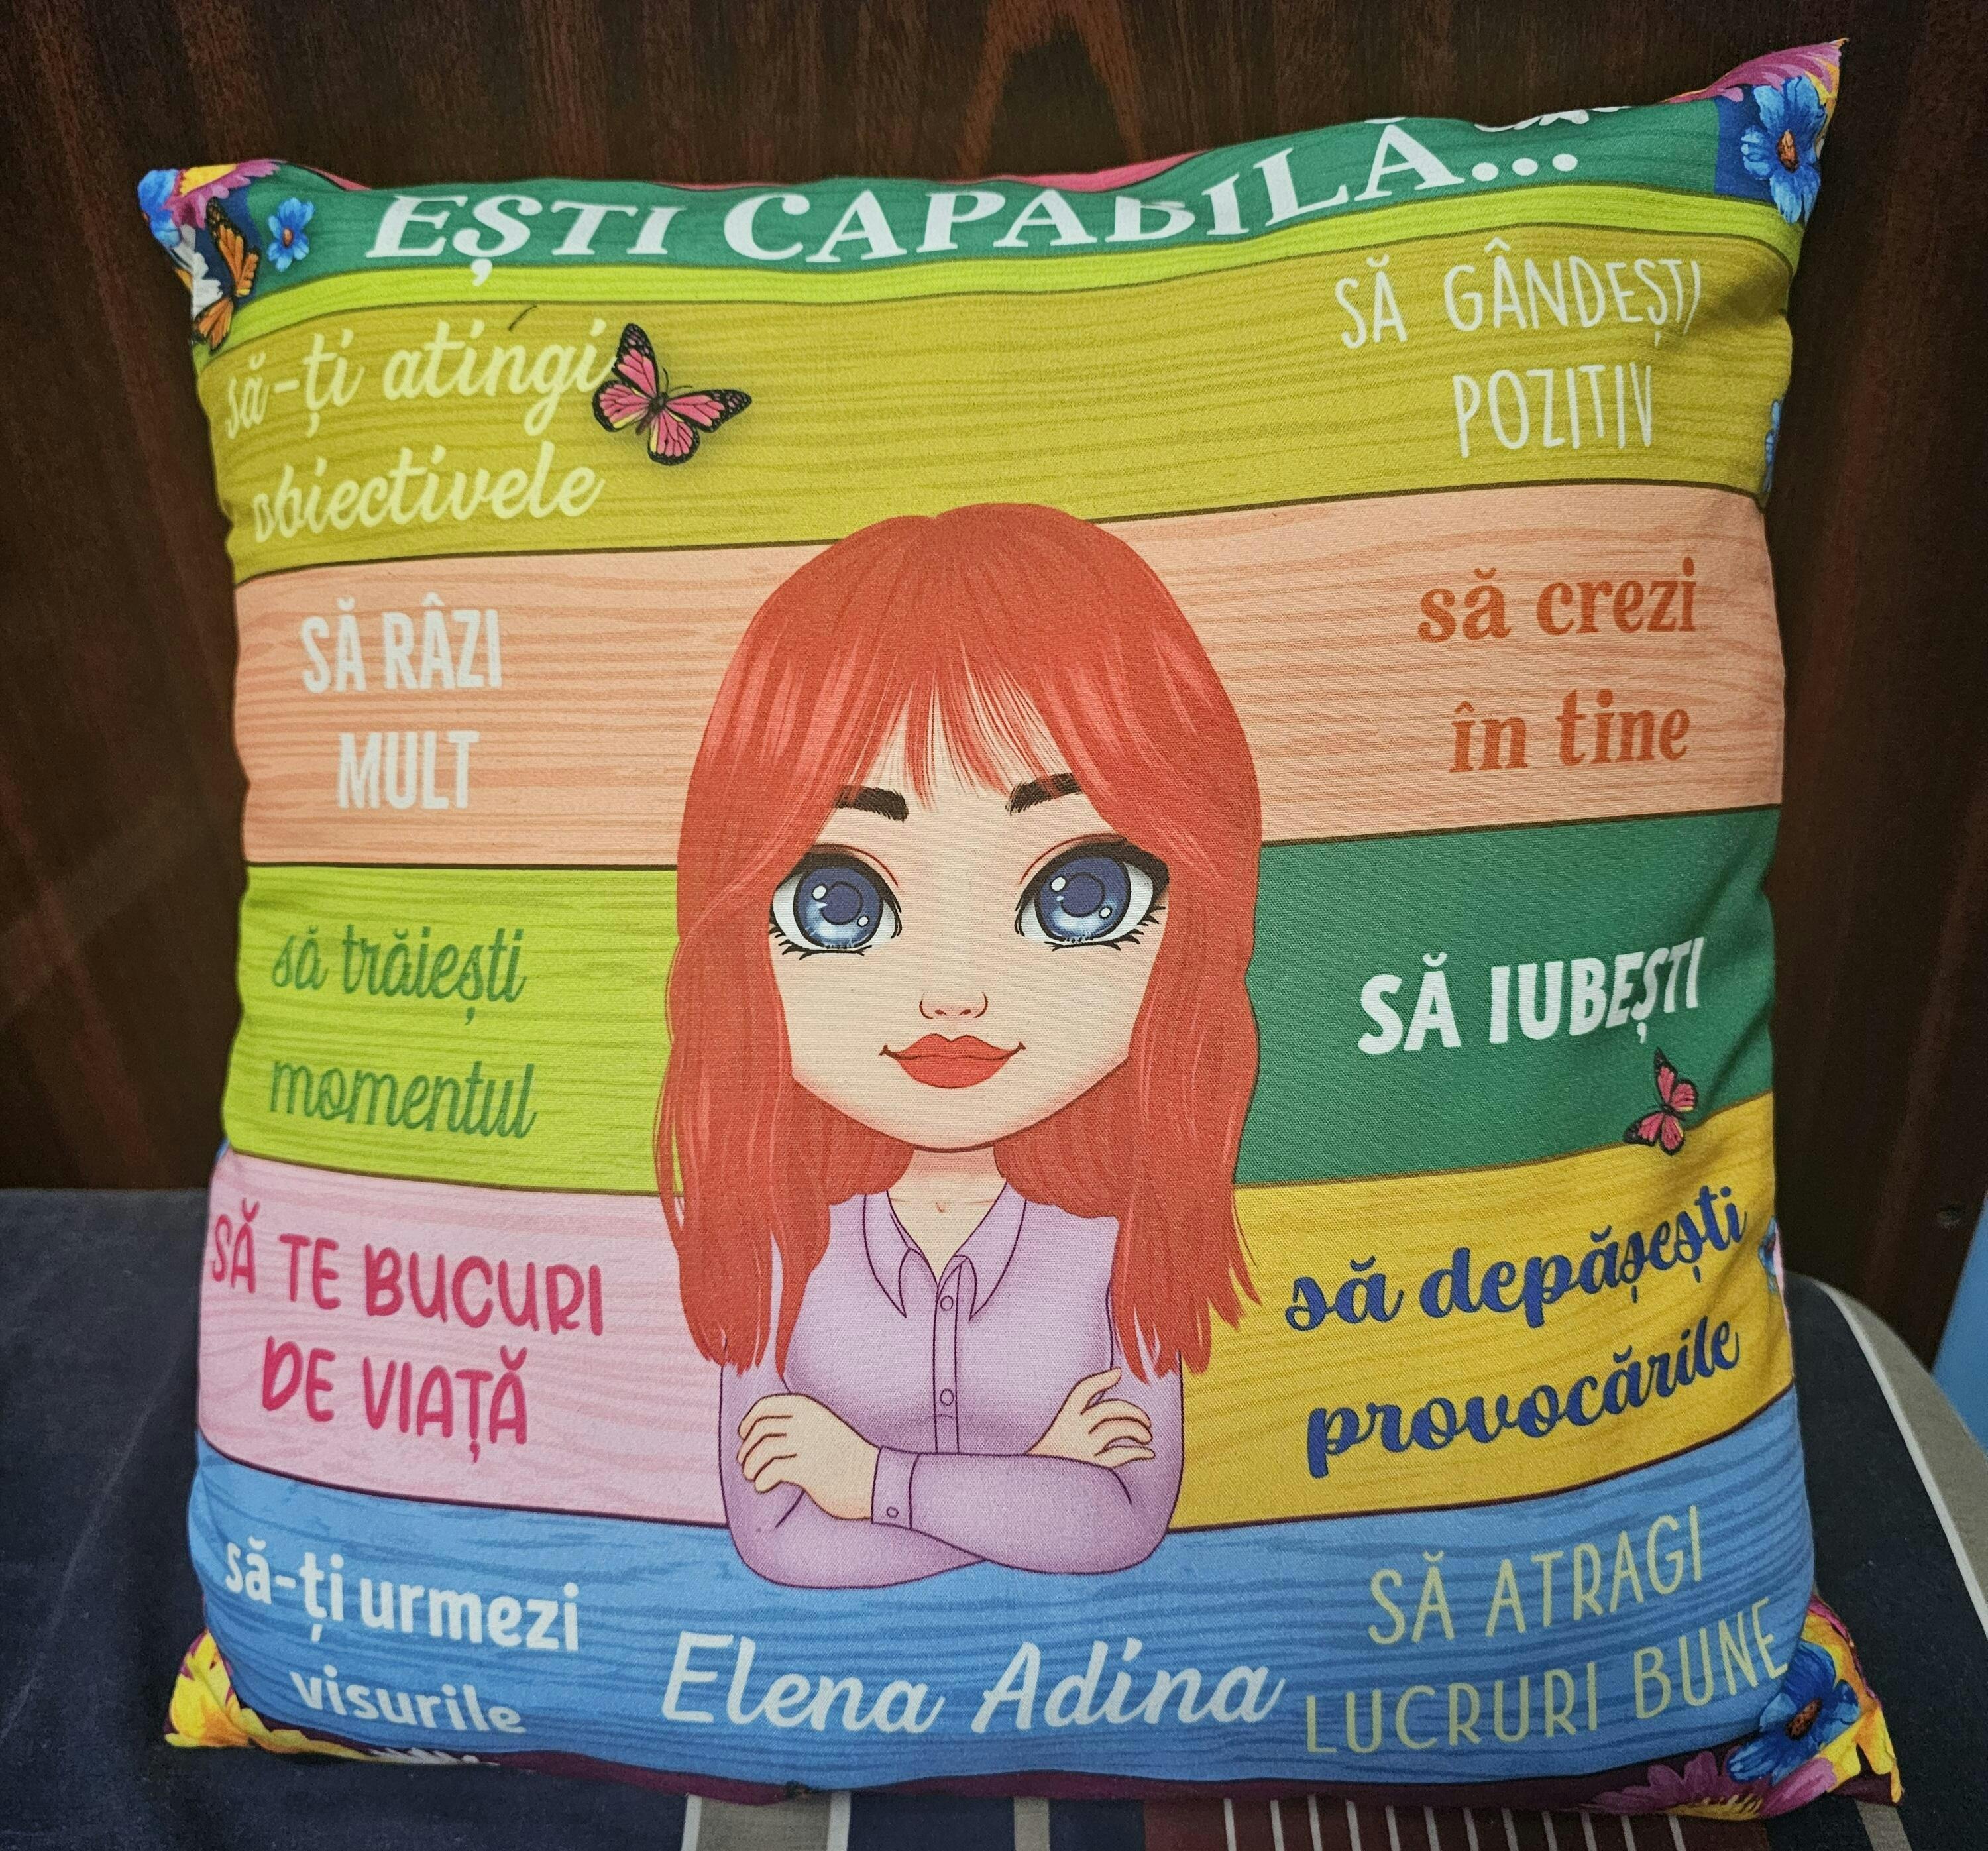 EȘTI CAPABILĂ...
să-ți atingi
obiectivele
SĂ GÂNDEȘTI
POZITIV
SĂ RÂZI
MULT
să crezi
în tine
să trăiești
momentul
SĂ IUBEȘTI
SĂ TE BUCURI
DE VIAȚĂ
să depășești
provocările
să-ți urmezi
visurile
Elena Adina
SĂ ATRAGI
LUCRURI BUNE